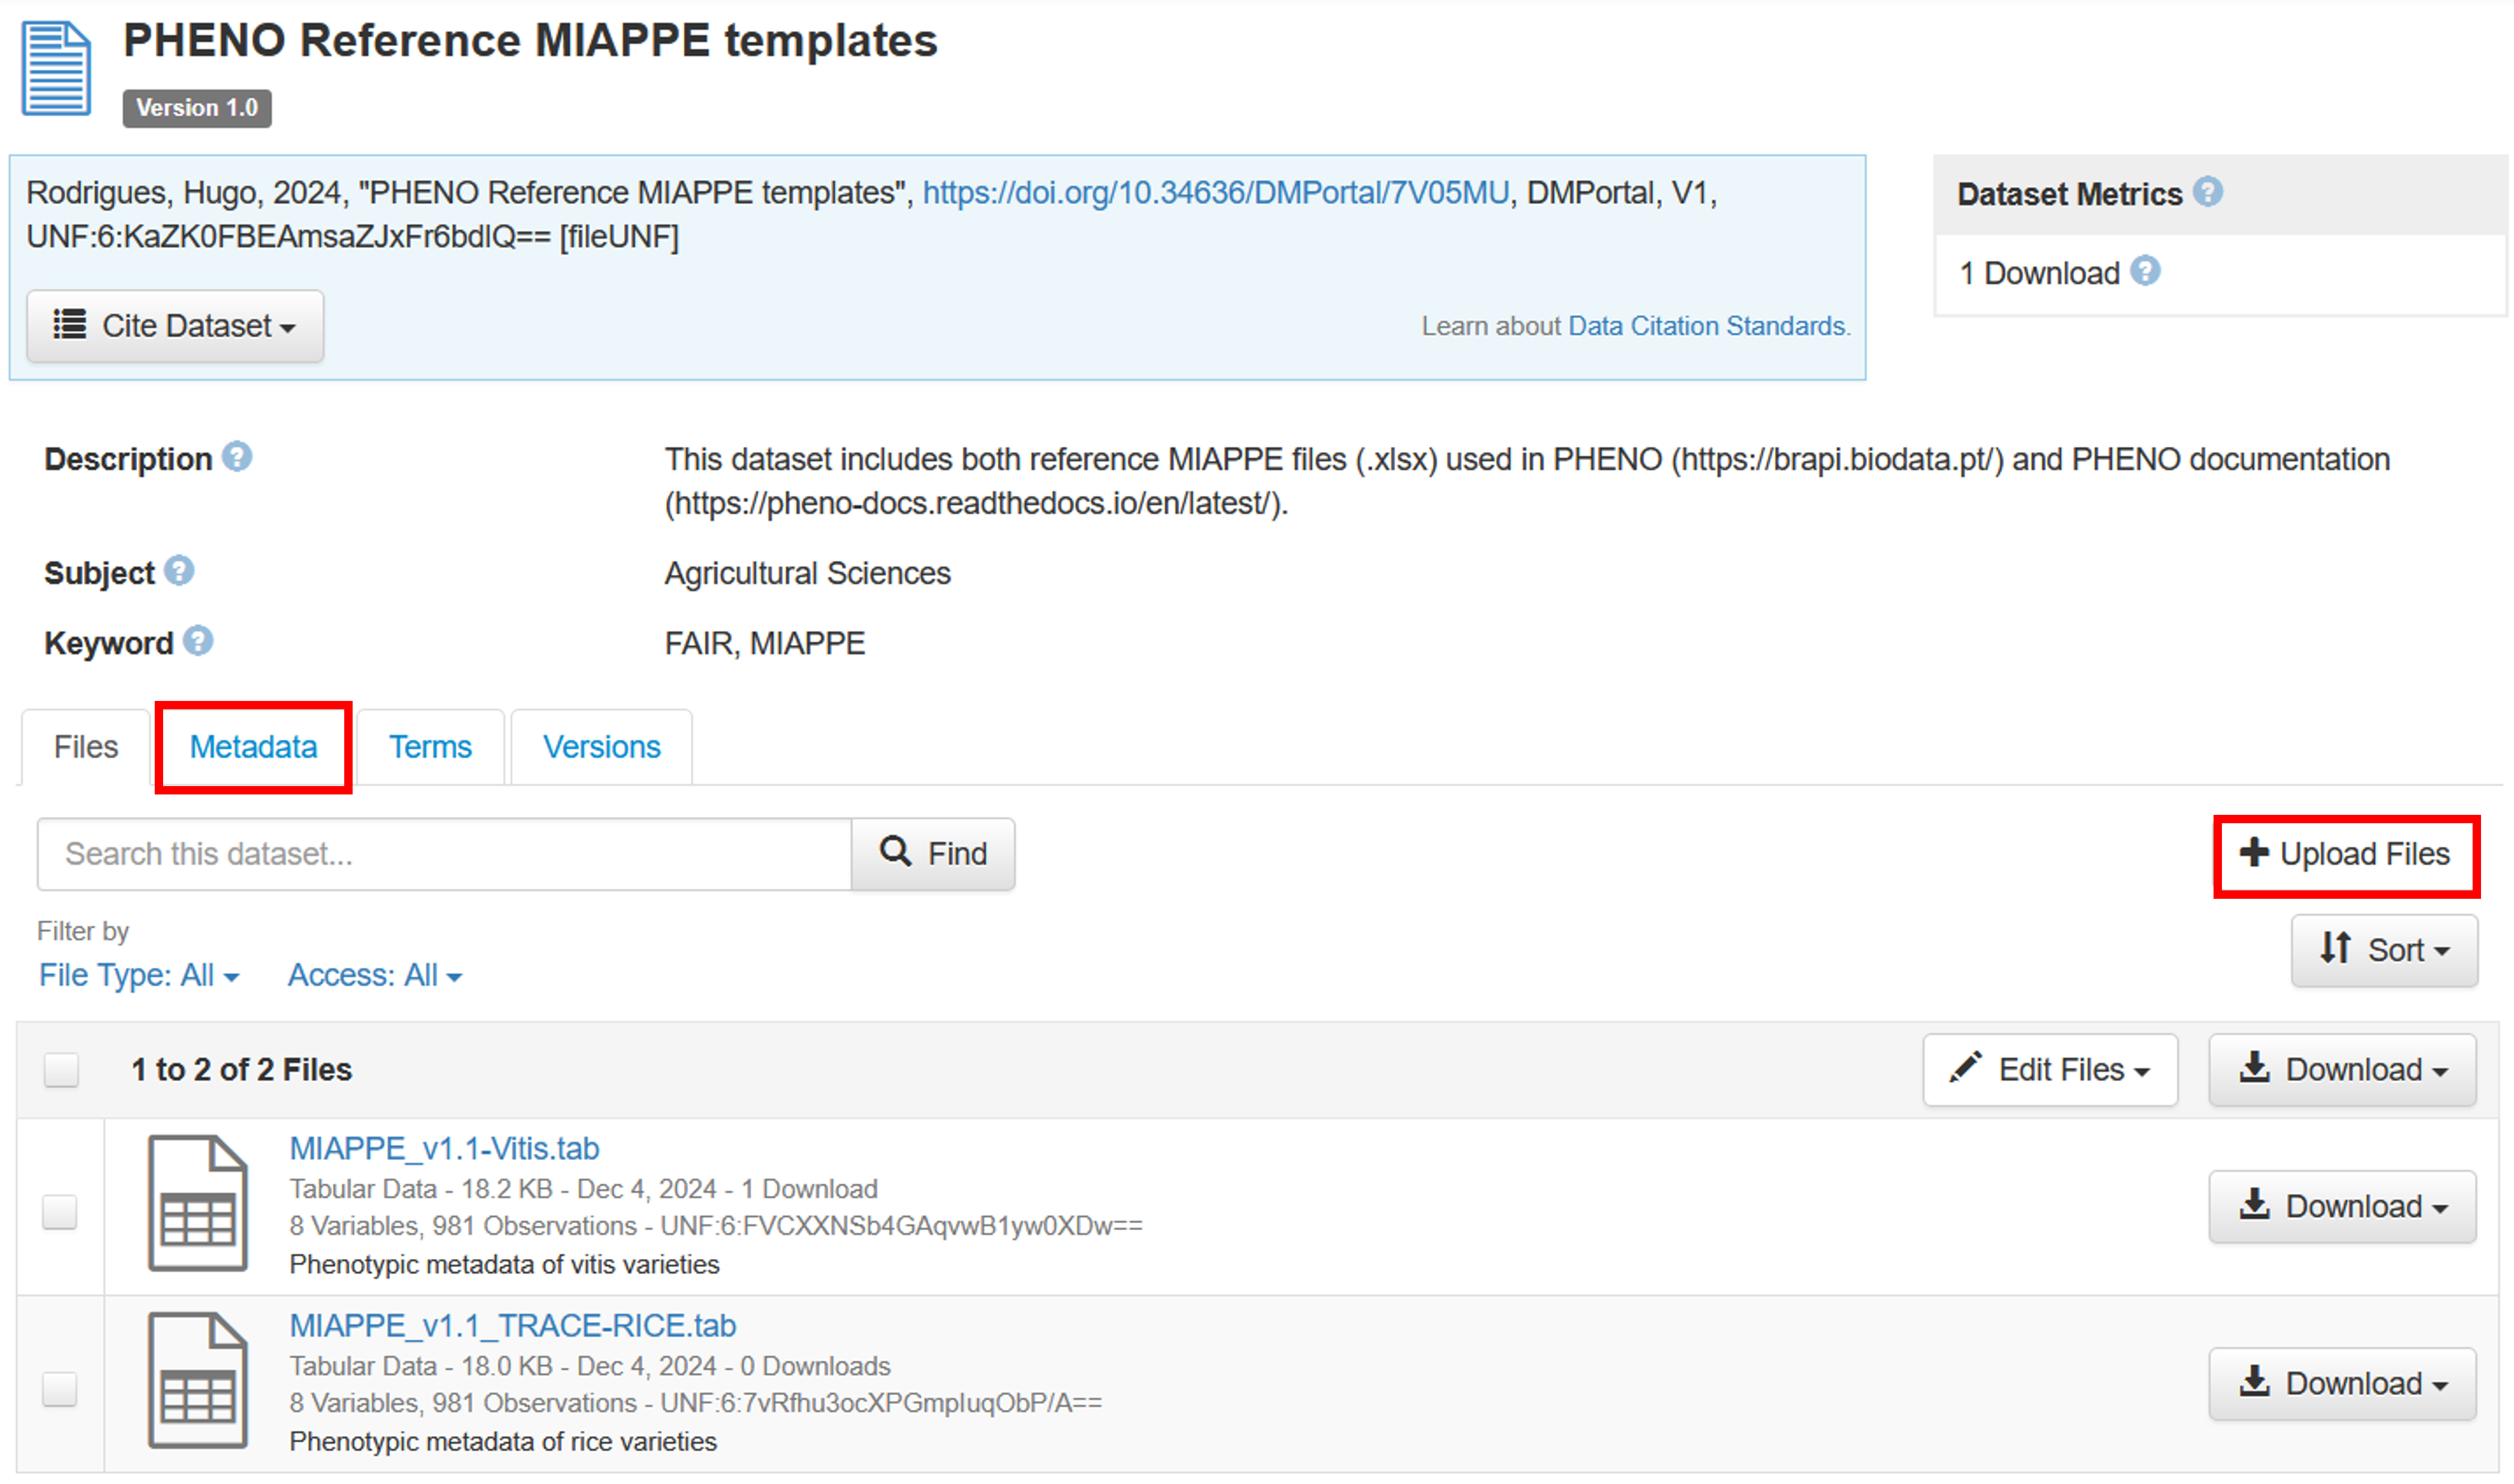 PHENO Reference MIAPPE templates
Version 1.0
Rodrigues, Hugo, 2024, "PHENO Reference MIAPPE templates", https://doi.org/10.34636/DMPortal/7V05MU, DMPortal, V1,
UNF:6:KaZK0FBEAmsaZJxFr6bdlQ== [fileUNF]
Cite Dataset
Learn about Data Citation Standards.
Dataset Metrics ?
1 Download ?
Description ?
This dataset includes both reference MIAPPE files (.xlsx) used in PHENO (https://brapi.biodata.pt/) and PHENO documentation
(https://pheno-docs.readthedocs.io/en/latest/).
Subject ?
Agricultural Sciences
Keyword ?
FAIR, MIAPPE
Files
Metadata
Terms
Versions
Search this dataset...
Find
Upload Files
Filter by
File Type: All
Access: All
Sort
1 to 2 of 2 Files
Edit Files
Download
MIAPPE_v1.1-Vitis.tab
Tabular Data - 18.2 KB - Dec 4, 2024 - 1 Download
8 Variables, 981 Observations - UNF:6:FVCXXNSb4GAqvwB1yw0XDw==
Phenotypic metadata of vitis varieties
Download
MIAPPE_v1.1_TRACE-RICE.tab
Tabular Data - 18.0 KB - Dec 4, 2024 - 0 Downloads
8 Variables, 981 Observations - UNF:6:7vRfhu3ocXPGmpIuqObP/A==
Phenotypic metadata of rice varieties
Download